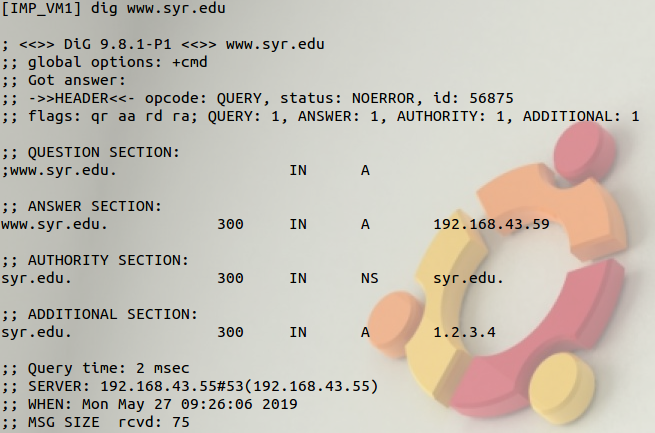 [IMP_VM1] dig www.syr.edu
; <<>> DiG 9.8.1-P1 <<>> www.syr.edu
;; global options: +cmd
;; Got answer:
;; ->>HEADER<<- opcode: QUERY, status: NOERROR, id: 56875
;; flags: qr aa rd ra; QUERY: 1, ANSWER: 1, AUTHORITY: 1, ADDITIONAL: 1
;; QUESTION SECTION:
;www.syr.edu. IN A
;; ANSWER SECTION:
www.syr.edu. 300 IN A 192.168.43.59
;; AUTHORITY SECTION:
syr.edu. 300 IN NS syr.edu.
;; ADDITIONAL SECTION:
syr.edu. 300 IN A 1.2.3.4
;; Query time: 2 msec
;; SERVER: 192.168.43.55#53(192.168.43.55)
;; WHEN: Mon May 27 09:26:06 2019
;; MSG SIZE rcvd: 75